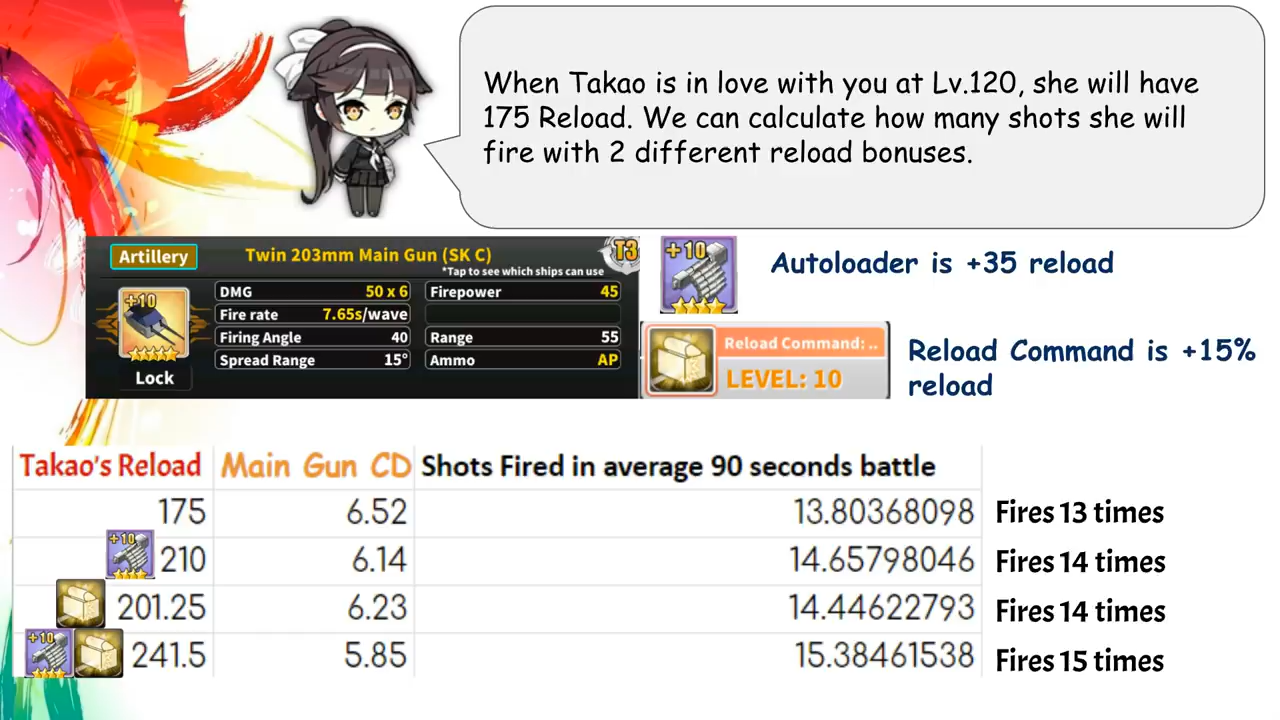 When Takao is in love with you at Lv.120, she will have
175 Reload. We can calculate how many shots she will
fire with 2 different reload bonuses.
Artillery
Twin 203mm Main Gun (SK C)
T3
*Tap to see which ships can use
+10
Lock
DMG 50 x 6
Firepower 45
Fire rate 7.65s/wave
Firing Angle 40
Range 55
Spread Range 15°
Ammo AP
+10
Autoloader is +35 reload
Reload Command: ..
LEVEL: 10
Reload Command is +15%
reload
Takao's Reload Main Gun CD Shots Fired in average 90 seconds battle
175 6.52 13.80368098 Fires 13 times
+10 210 6.14 14.65798046 Fires 14 times
201.25 6.23 14.44622793 Fires 14 times
+10 241.5 5.85 15.38461538 Fires 15 times